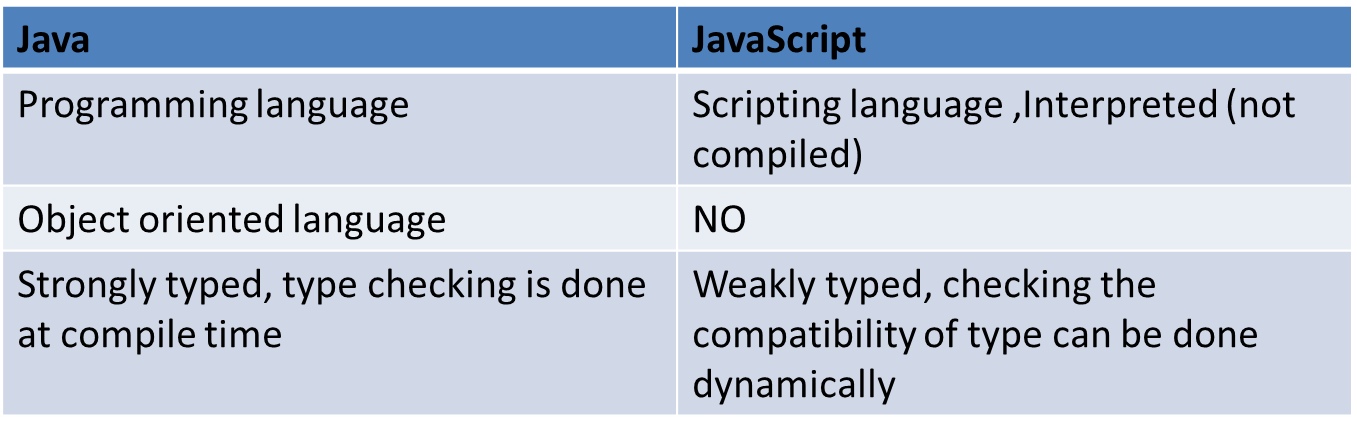 Java
JavaScript
Programming language
Scripting language ,Interpreted (not
compiled)
Object oriented language
NO
Strongly typed, type checking is done
at compile time
Weakly typed, checking the
compatibility of type can be done
dynamically